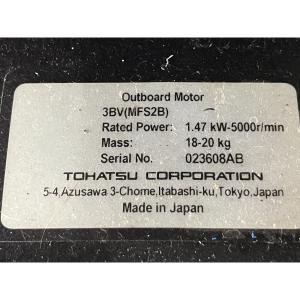 Outboard Motor
3BV(MFS2B)
Rated Power: 1.47 kW-5000r/min
Mass: 18-20 kg
Serial No. 023608AB
TOHATSU CORPORATION
5-4,Azusawa 3-Chome,Itabashi-ku,Tokyo,Japan
Made in Japan